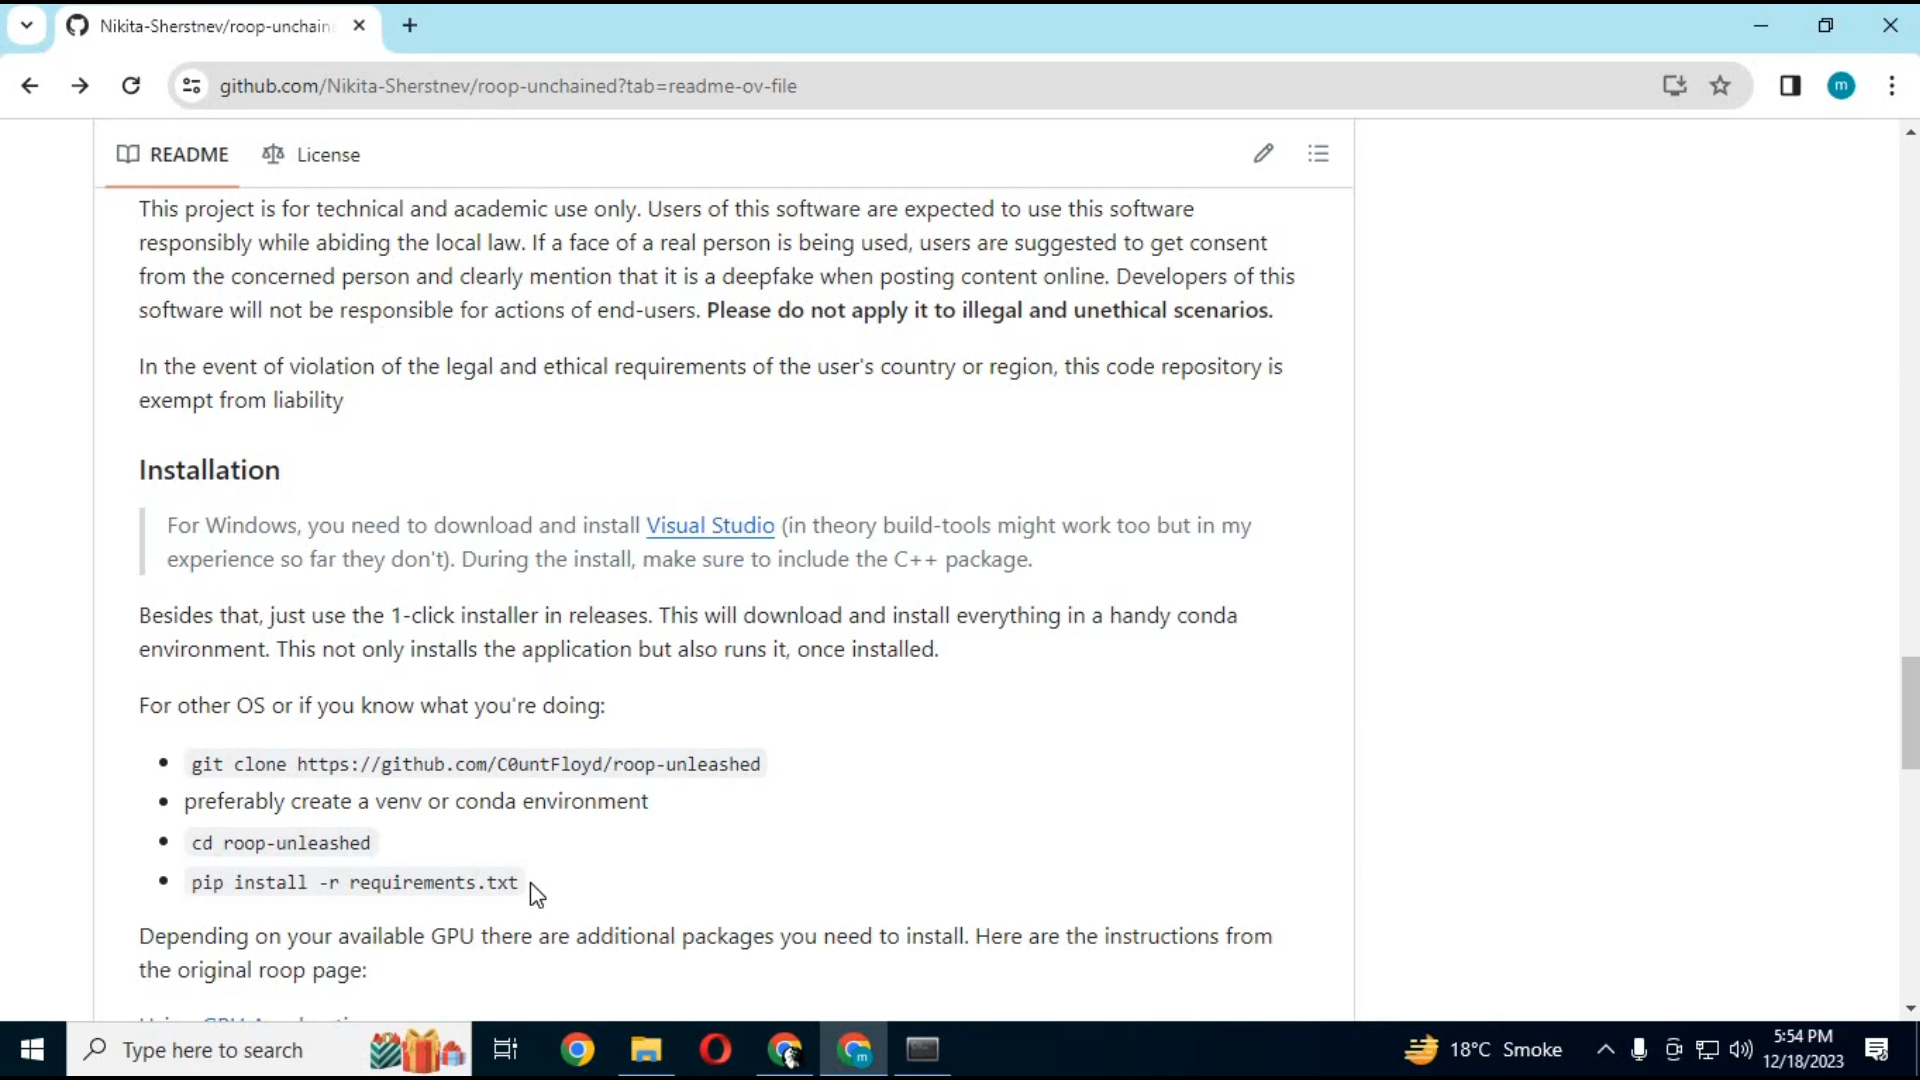 Nikita-Sherstnev/roop-unchain
github.com/Nikita-Sherstnev/roop-unchained?tab=readme-ov-file
m
README
License
This project is for technical and academic use only. Users of this software are expected to use this software
responsibly while abiding the local law. If a face of a real person is being used, users are suggested to get consent
from the concerned person and clearly mention that it is a deepfake when posting content online. Developers of this
software will not be responsible for actions of end-users. Please do not apply it to illegal and unethical scenarios.
In the event of violation of the legal and ethical requirements of the user's country or region, this code repository is
exempt from liability
Installation
For Windows, you need to download and install Visual Studio (in theory build-tools might work too but in my
experience so far they don't). During the install, make sure to include the C++ package.
Besides that, just use the 1-click installer in releases. This will download and install everything in a handy conda
environment. This not only installs the application but also runs it, once installed.
For other OS or if you know what you're doing:
git clone https://github.com/C0untFloyd/roop-unleashed
preferably create a venv or conda environment
cd roop-unleashed
pip install -r requirements.txt
Depending on your available GPU there are additional packages you need to install. Here are the instructions from
the original roop page:
Type here to search
m
18°C Smoke
5:54 PM
12/18/2023